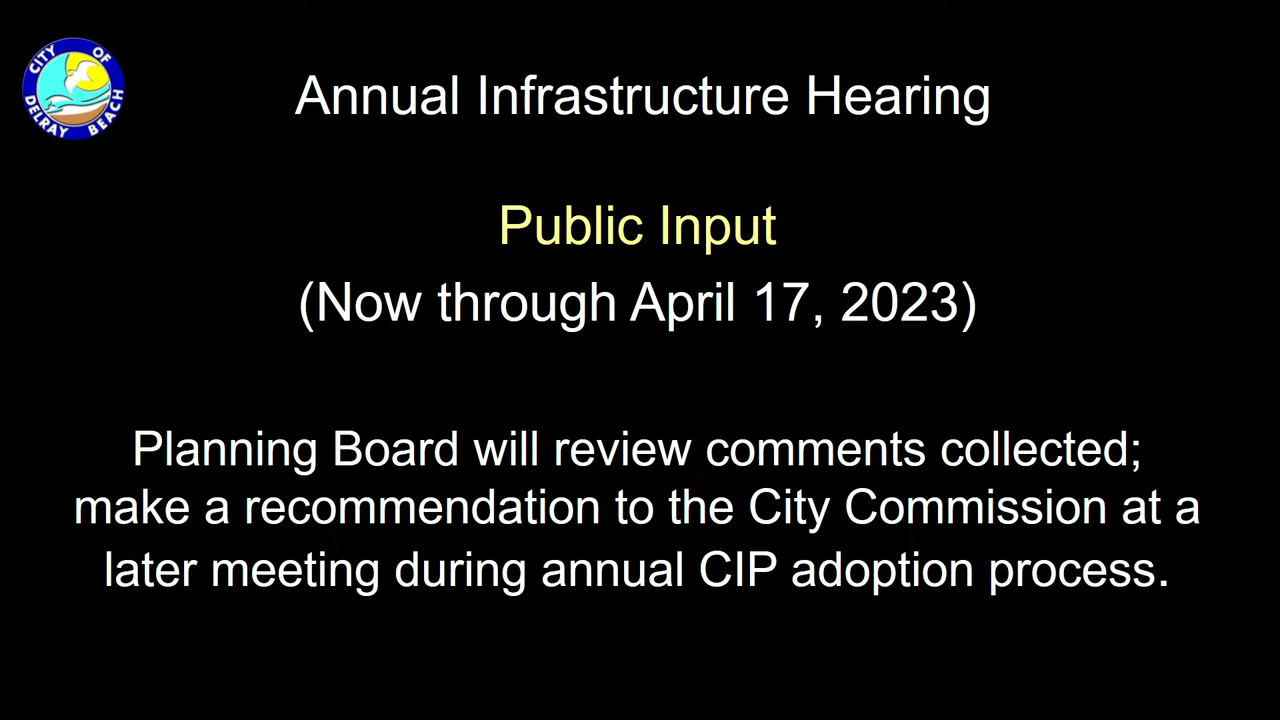 CITY OF
DELRAY BEACH
Annual Infrastructure Hearing
Public Input
(Now through April 17, 2023)
Planning Board will review comments collected;
make a recommendation to the City Commission at a
later meeting during annual CIP adoption process.